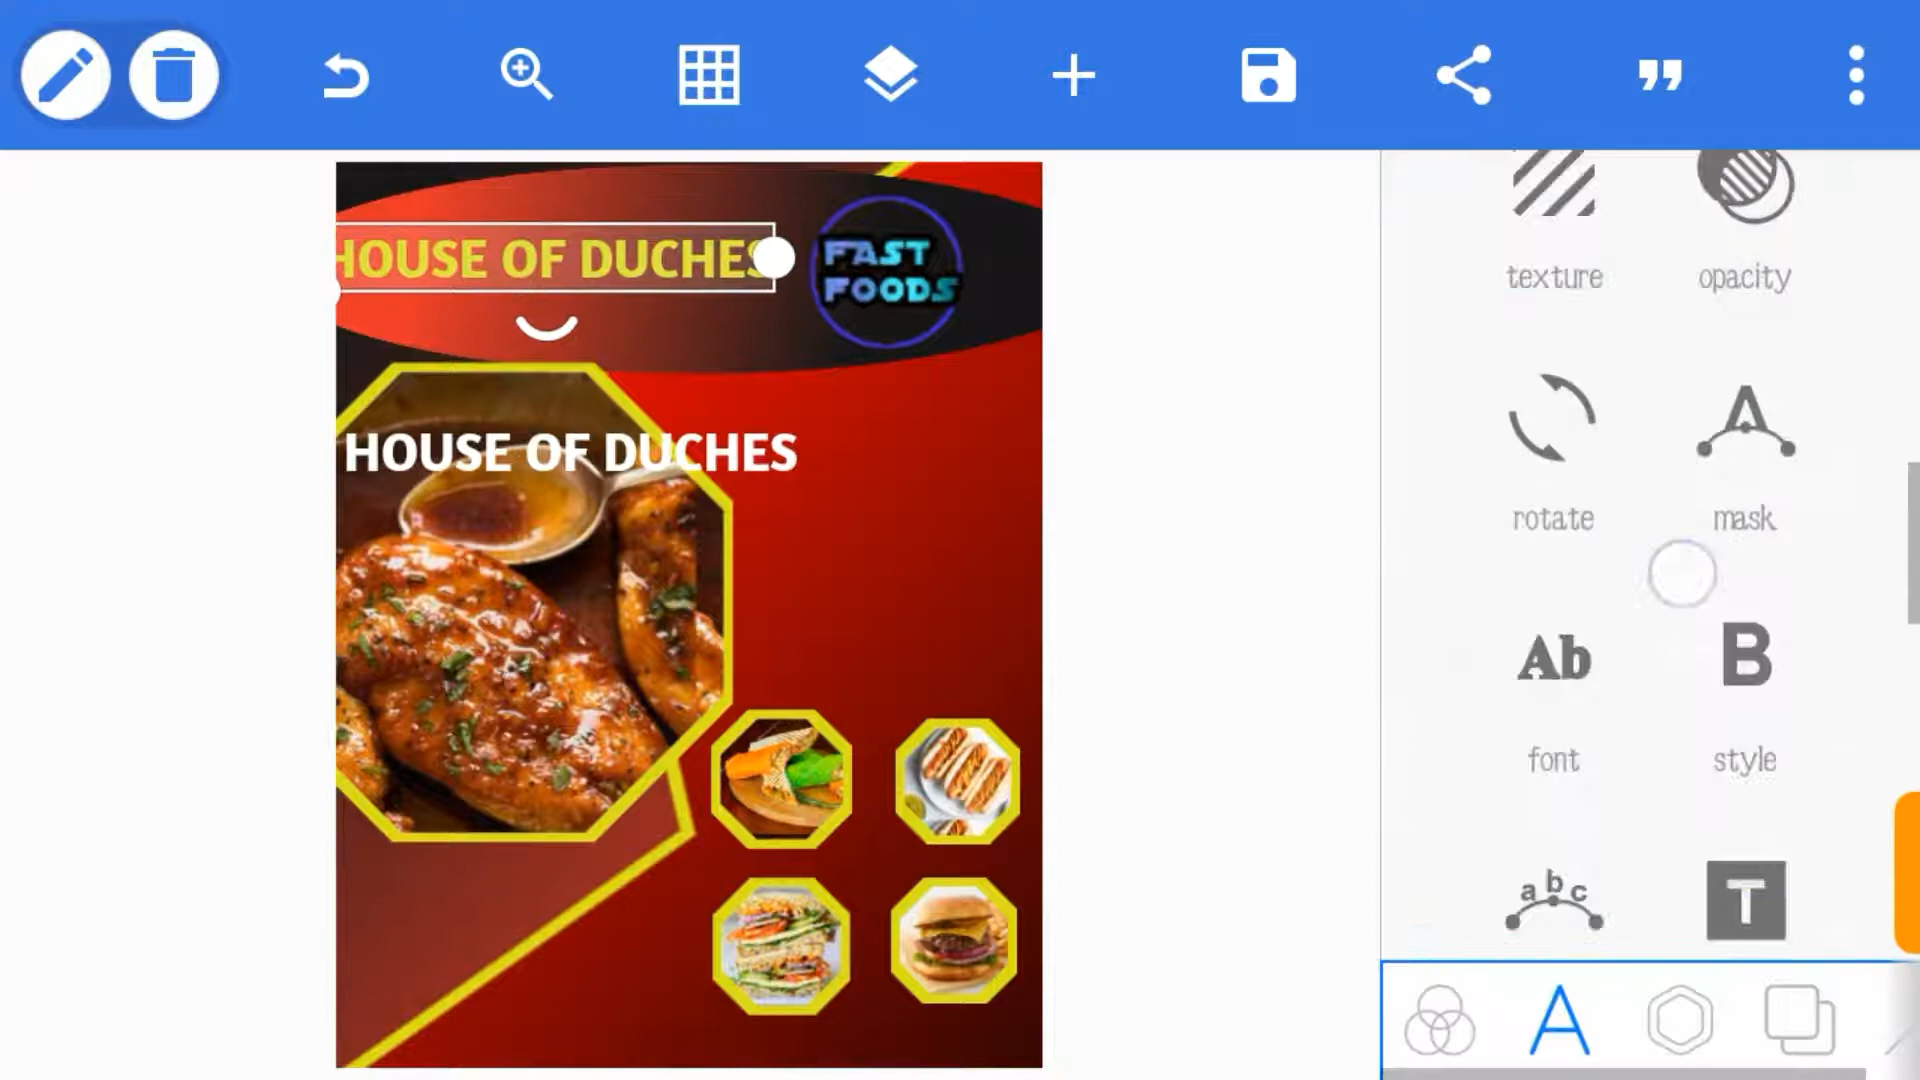 HOUSE OF DUCHES
FAST
FOODS
HOUSE OF DUCHES
texture
opacity
rotate
mask
Ab
B
font
style
abc
T
A